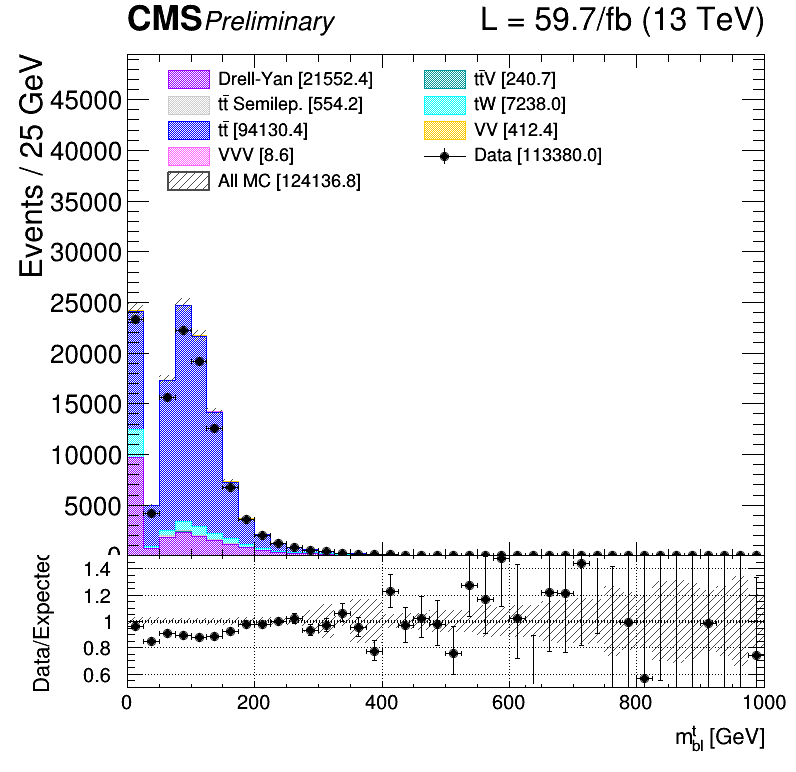 CMS Preliminary L = 59.7/fb (13 TeV)
Events / 25 GeV
Drell-Yan [21552.4]
tt̄ Semilep. [554.2]
tt̄ [94130.4]
VVV [8.6]
All MC [124136.8]
tt̄V [240.7]
tW [7238.0]
VV [412.4]
Data [113380.0]
45000
40000
35000
30000
25000
20000
15000
10000
5000
0
Data/Expected
1.4
1.2
1
0.8
0.6
0 200 400 600 800 1000
m^t_bl [GeV]